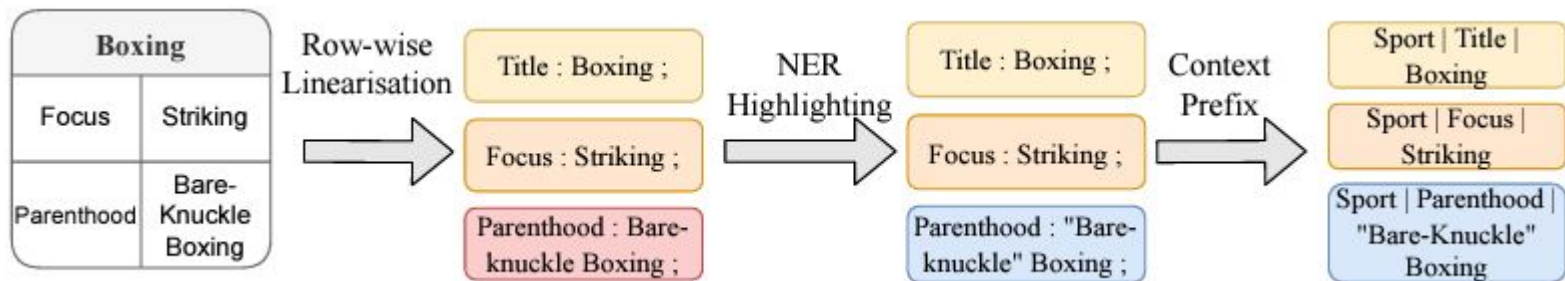 Boxing
Focus
Striking
Parenthood
Bare-
Knuckle
Boxing
Row-wise
Linearisation
Title : Boxing ;
Focus : Striking ;
Parenthood : Bare-
knuckle Boxing ;
NER
Highlighting
Title : Boxing ;
Focus : Striking ;
Parenthood : "Bare-
knuckle" Boxing ;
Context
Prefix
Sport | Title |
Boxing
Sport | Focus |
Striking
Sport | Parenthood |
"Bare-Knuckle"
Boxing